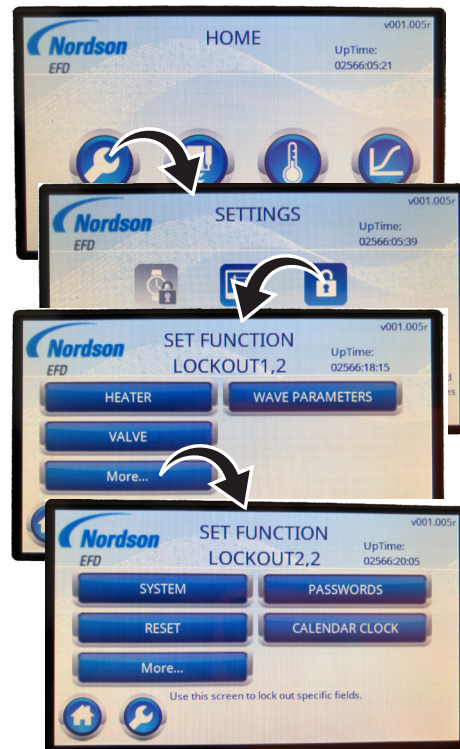 v001.005r
Nordson
EFD
HOME
UpTime:
02566:05:21
v001.005r
Nordson
EFD
SETTINGS
UpTime:
02566:05:39
v001.005r
Nordson
EFD
SET FUNCTION
LOCKOUT1,2
UpTime:
02566:18:15
HEATER
WAVE PARAMETERS
VALVE
More...
v001.005r
Nordson
EFD
SET FUNCTION
LOCKOUT2,2
UpTime:
02566:20:05
SYSTEM
PASSWORDS
RESET
CALENDAR CLOCK
More...
Use this screen to lock out specific fields.